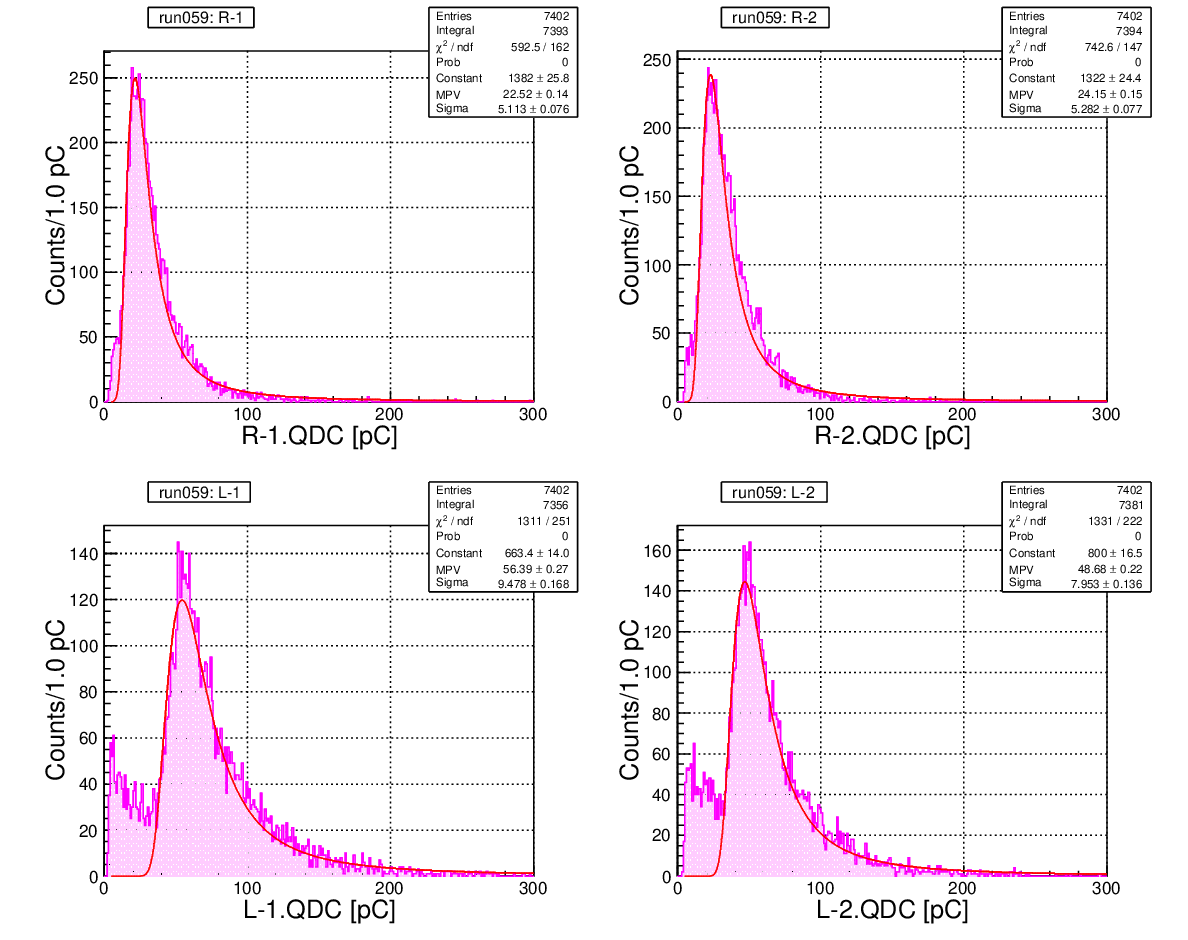 run059: R-1
Entries 7402
Integral 7393
χ² / ndf 592.5 / 162
Prob 0
Constant 1382 ± 25.8
MPV 22.52 ± 0.14
Sigma 5.113 ± 0.076
Counts/1.0 pC
250
200
150
100
50
0
0 100 200 300
R-1.QDC [pC]
run059: R-2
Entries 7402
Integral 7394
χ² / ndf 742.6 / 147
Prob 0
Constant 1322 ± 24.4
MPV 24.15 ± 0.15
Sigma 5.282 ± 0.077
Counts/1.0 pC
250
200
150
100
50
0
0 100 200 300
R-2.QDC [pC]
run059: L-1
Entries 7402
Integral 7356
χ² / ndf 1311 / 251
Prob 0
Constant 663.4 ± 14.0
MPV 56.39 ± 0.27
Sigma 9.478 ± 0.168
Counts/1.0 pC
140
120
100
80
60
40
20
0
0 100 200 300
L-1.QDC [pC]
run059: L-2
Entries 7402
Integral 7381
χ² / ndf 1331 / 222
Prob 0
Constant 800 ± 16.5
MPV 48.68 ± 0.22
Sigma 7.953 ± 0.136
Counts/1.0 pC
160
140
120
100
80
60
40
20
0
0 100 200 300
L-2.QDC [pC]